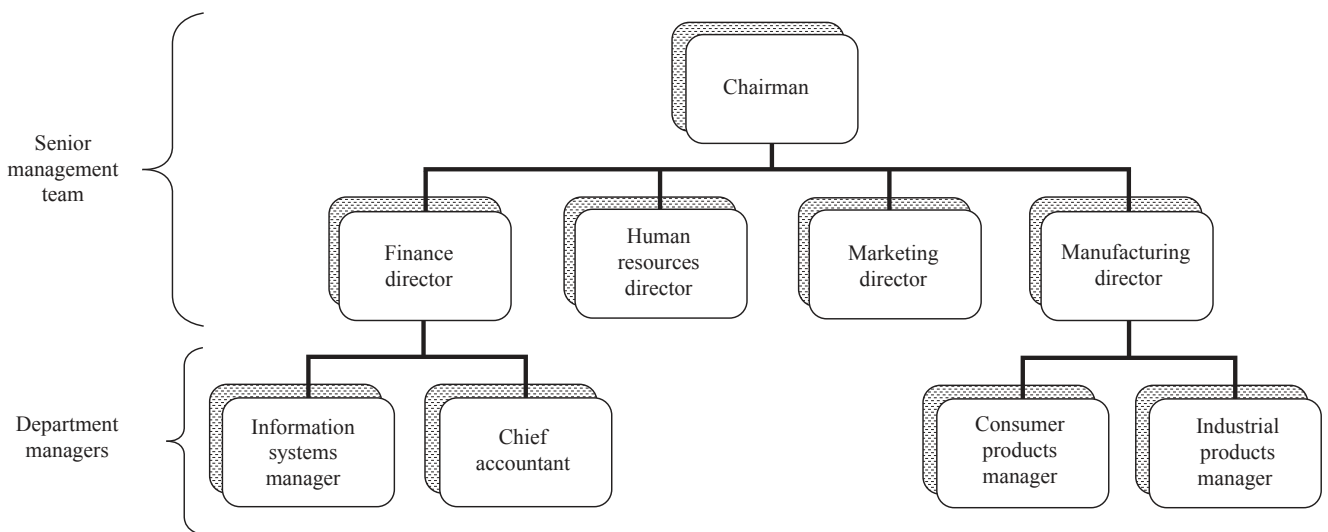 Chairman
Senior
management
team
Finance
director
Human
resources
director
Marketing
director
Manufacturing
director
Department
managers
Information
systems
manager
Chief
accountant
Consumer
products
manager
Industrial
products
manager